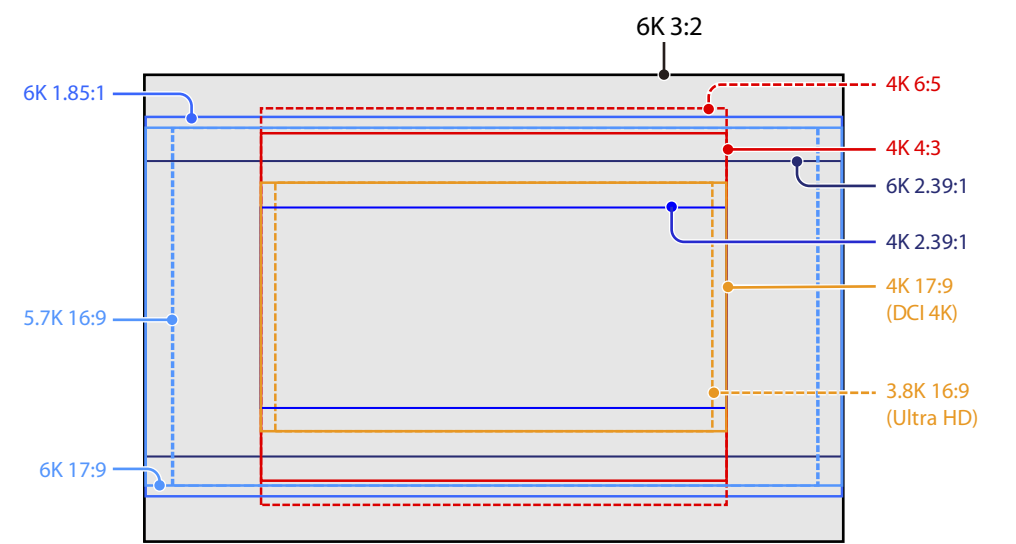 6K 3:2
6K 1.85:1
4K 6:5
4K 4:3
6K 2.39:1
4K 2.39:1
4K 17:9
(DCI 4K)
5.7K 16:9
3.8K 16:9
(Ultra HD)
6K 17:9